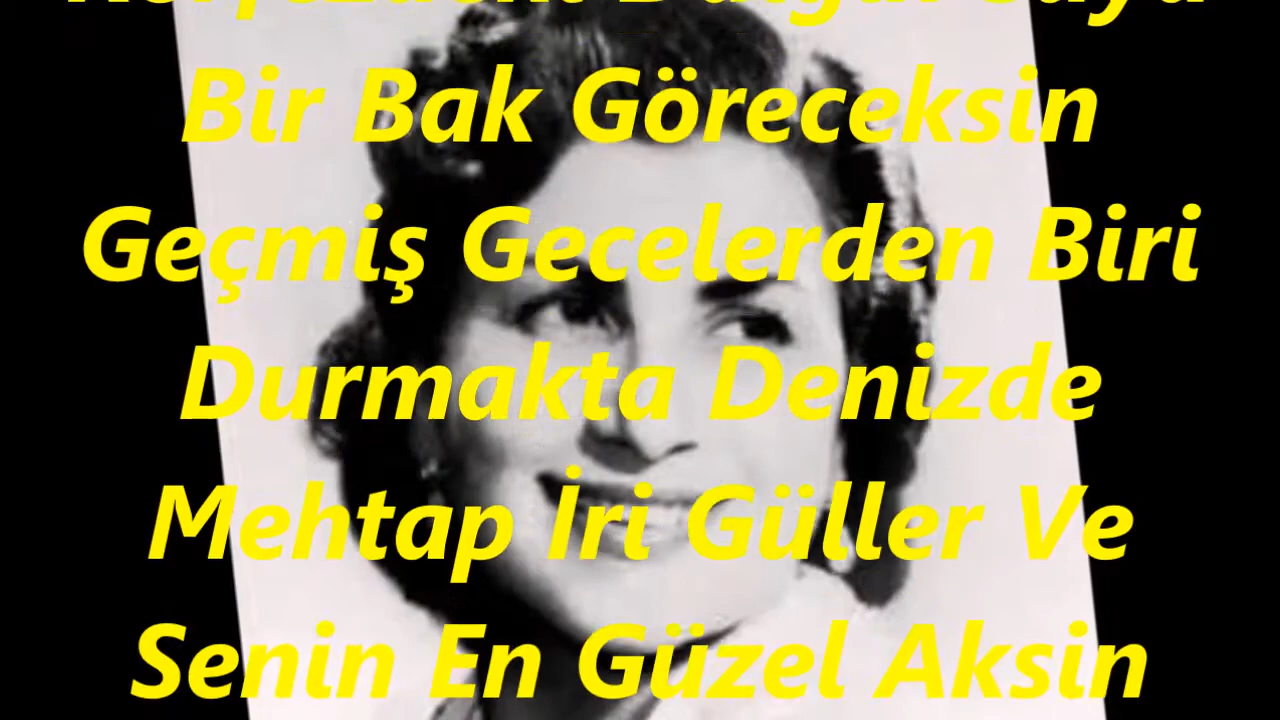 Bir Bak Göreceksin
Geçmiş Gecelerden Biri
Durmakta Denizde
Mehtap İri Güller Ve
Senin En Güzel Aksin